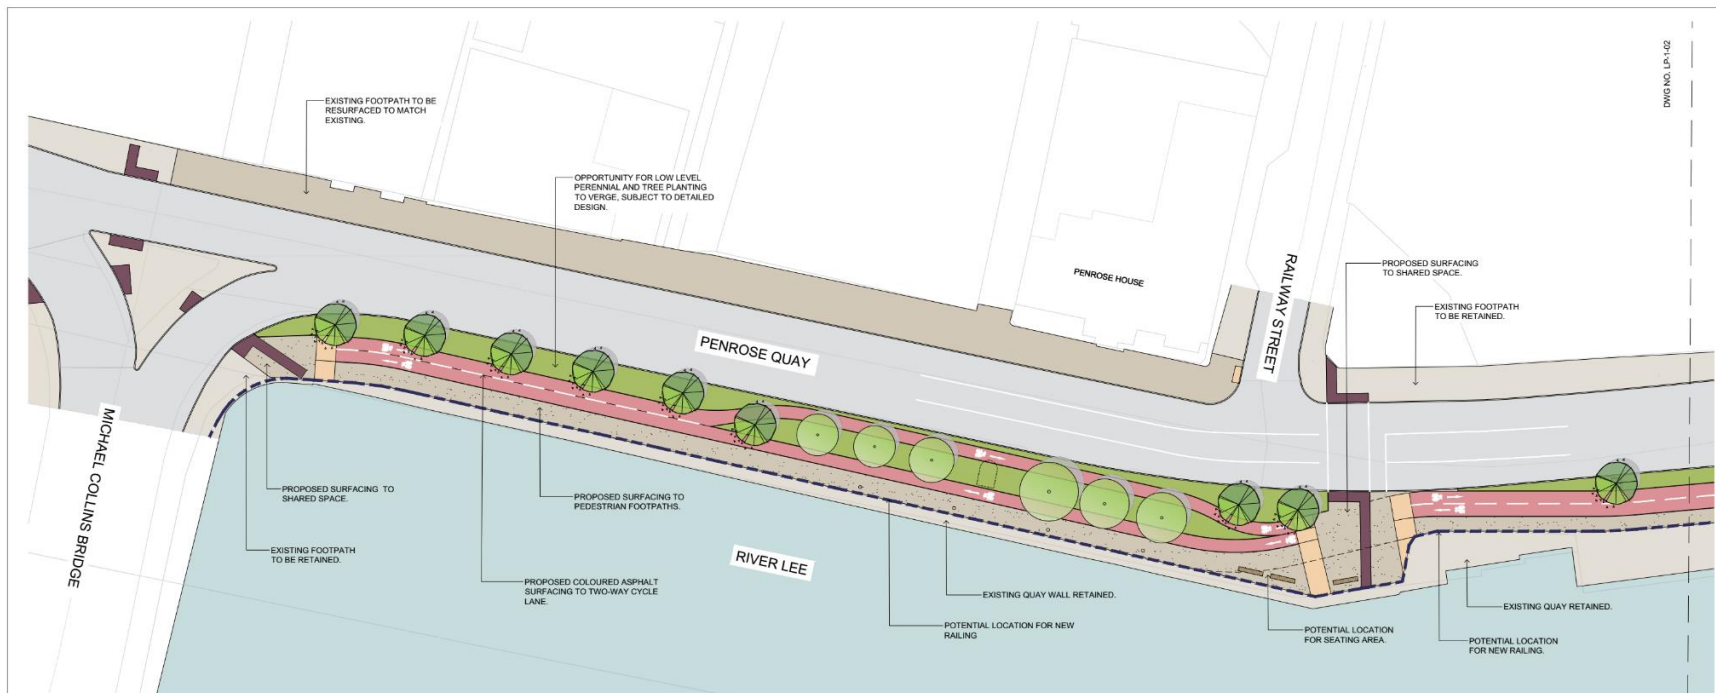 DWG NO. LP-1-02
EXISTING FOOTPATH TO BE
RESURFACED TO MATCH
EXISTING.
OPPORTUNITY FOR LOW LEVEL
PERENNIAL AND TREE PLANTING
TO VERGE, SUBJECT TO DETAILED
DESIGN.
PENROSE HOUSE
RAILWAY STREET
PROPOSED SURFACING
TO SHARED SPACE.
EXISTING FOOTPATH
TO BE RETAINED.
PENROSE QUAY
MICHAEL COLLINS BRIDGE
PROPOSED SURFACING TO
SHARED SPACE.
PROPOSED SURFACING TO
PEDESTRIAN FOOTPATHS.
EXISTING FOOTPATH
TO BE RETAINED.
RIVER LEE
PROPOSED COLOURED ASPHALT
SURFACING TO TWO-WAY CYCLE
LANE.
EXISTING QUAY WALL RETAINED.
POTENTIAL LOCATION FOR NEW
RAILING
POTENTIAL LOCATION
FOR SEATING AREA.
EXISTING QUAY RETAINED.
POTENTIAL LOCATION
FOR NEW RAILING.